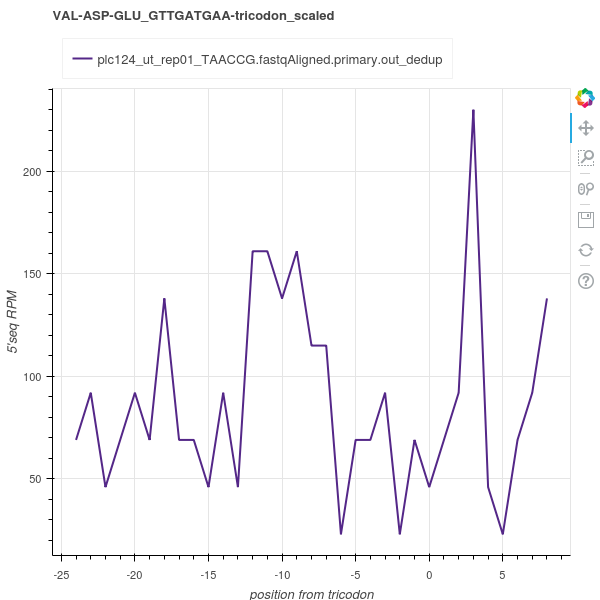 VAL-ASP-GLU_GTTGATGAA-tricodon_scaled
plc124_ut_rep01_TAACCG.fastqAligned.primary.out_dedup
200
150
100
50
5'seq RPM
-25 -20 -15 -10 -5 0 5
position from tricodon